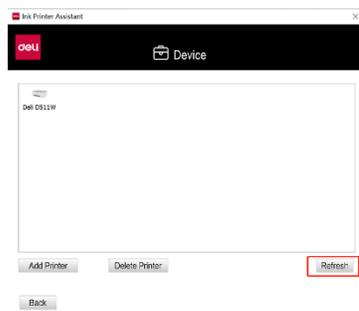 Ink Printer Assistant
deli
Device
Deli D511W
Add Printer
Delete Printer
Refresh
Back